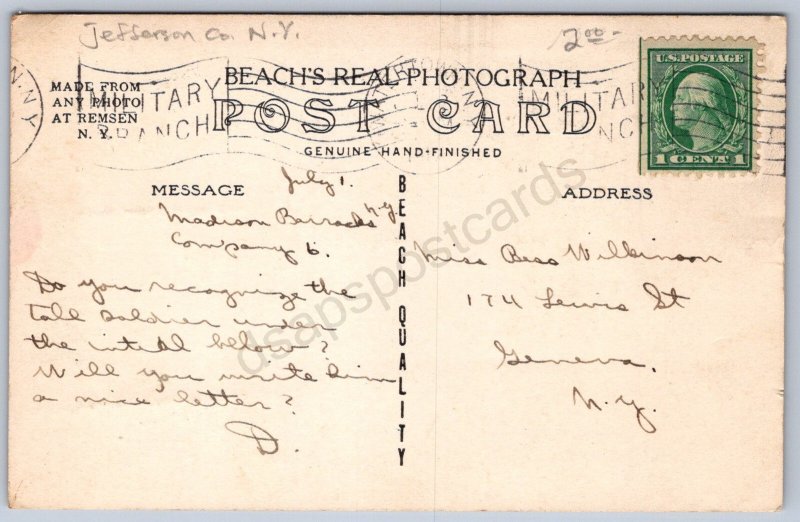 Jefferson Co. N.Y.
2.00-
N.Y.
MADE FROM
ANY PHOTO
AT REMSEN
N. Y.
MILITARY
BRANCH
BEACH'S REAL PHOTOGRAPH
POST CARD
GENUINE HAND-FINISHED
MILITARY
NCH
U.S. POSTAGE
1 CENT 1
MESSAGE
July 1.
Madison Barracks N.Y.
Company 6.
Do you recognize the
tall soldier under
the initial below?
Will you write him
a nice letter?
D.
BEACH QUALITY
ADDRESS
Miss Bess Wilkinson
174 Lewis St
Geneva.
N.Y.
dsapspostcards